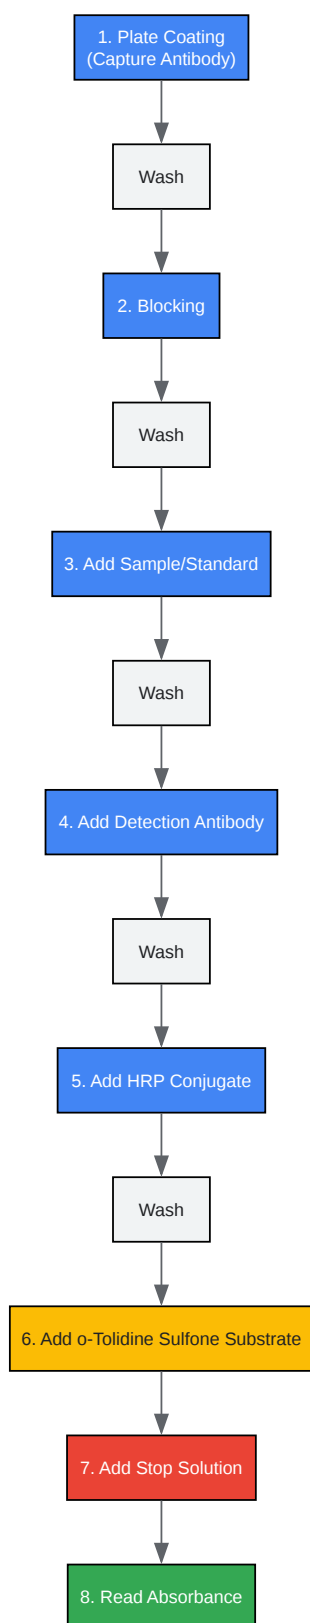 1. Plate Coating
(Capture Antibody)
Wash
2. Blocking
Wash
3. Add Sample/Standard
Wash
4. Add Detection Antibody
Wash
5. Add HRP Conjugate
Wash
6. Add o-Tolidine Sulfone Substrate
7. Add Stop Solution
8. Read Absorbance